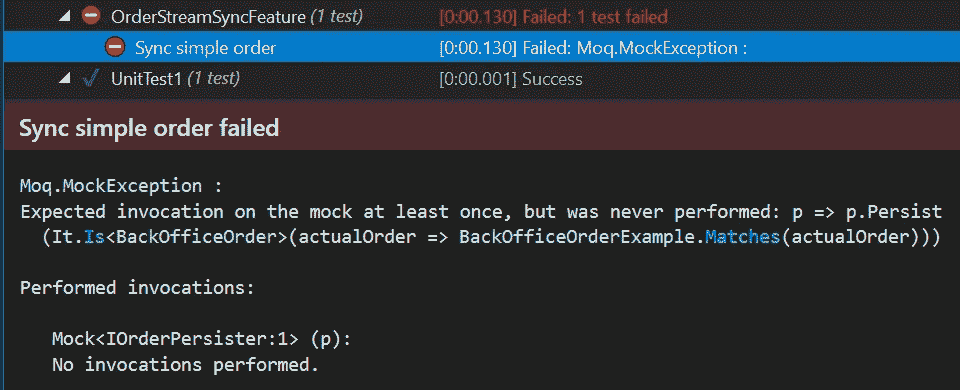 OrderStreamSyncFeature (1 test) [0:00.130] Failed: 1 test failed
Sync simple order [0:00.130] Failed: Moq.MockException :
UnitTest1 (1 test) [0:00.001] Success
Sync simple order failed
Moq.MockException :
Expected invocation on the mock at least once, but was never performed: p => p.Persist
(It.Is<BackOfficeOrder>(actualOrder => BackOfficeOrderExample.Matches(actualOrder)))
Performed invocations:
Mock<IOrderPersister:1> (p):
No invocations performed.